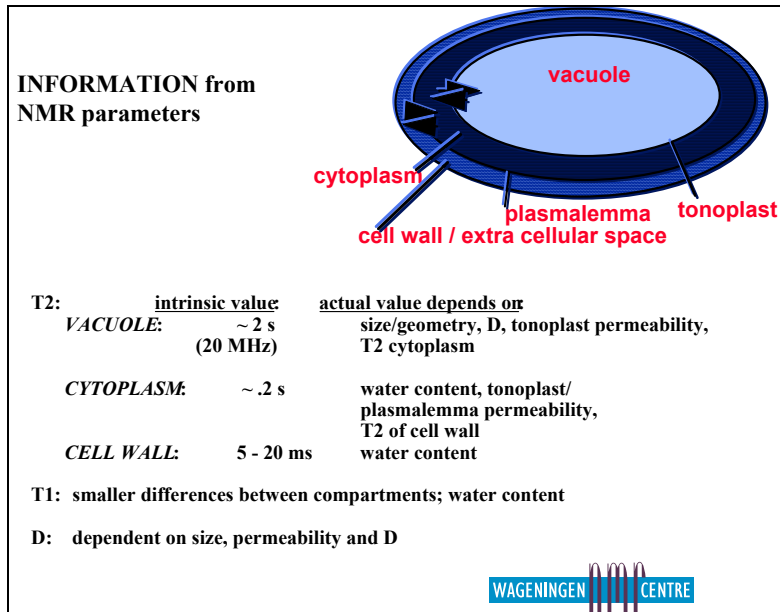 INFORMATION from
NMR parameters
vacuole
cytoplasm
plasmalemma
tonoplast
cell wall / extra cellular space
T2: intrinsic value: actual value depends on:
VACUOLE: ~ 2 s size/geometry, D, tonoplast permeability,
(20 MHz) T2 cytoplasm
CYTOPLASM: ~ .2 s water content, tonoplast/
plasmalemma permeability,
T2 of cell wall
CELL WALL: 5 - 20 ms water content
T1: smaller differences between compartments; water content
D: dependent on size, permeability and D
WAGENINGEN CENTRE